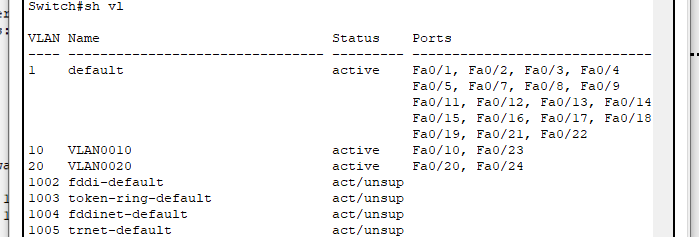 Switch#sh vl
VLAN Name                             Status    Ports
---- -------------------------------- --------- -------------------------------
1    default                          active    Fa0/1, Fa0/2, Fa0/3, Fa0/4
                                                Fa0/5, Fa0/7, Fa0/8, Fa0/9
                                                Fa0/11, Fa0/12, Fa0/13, Fa0/14
                                                Fa0/15, Fa0/16, Fa0/17, Fa0/18
                                                Fa0/19, Fa0/21, Fa0/22
10   VLAN0010                         active    Fa0/10, Fa0/23
20   VLAN0020                         active    Fa0/20, Fa0/24
1002 fddi-default                     act/unsup
1003 token-ring-default               act/unsup
1004 fddinet-default                  act/unsup
1005 trnet-default                    act/unsup